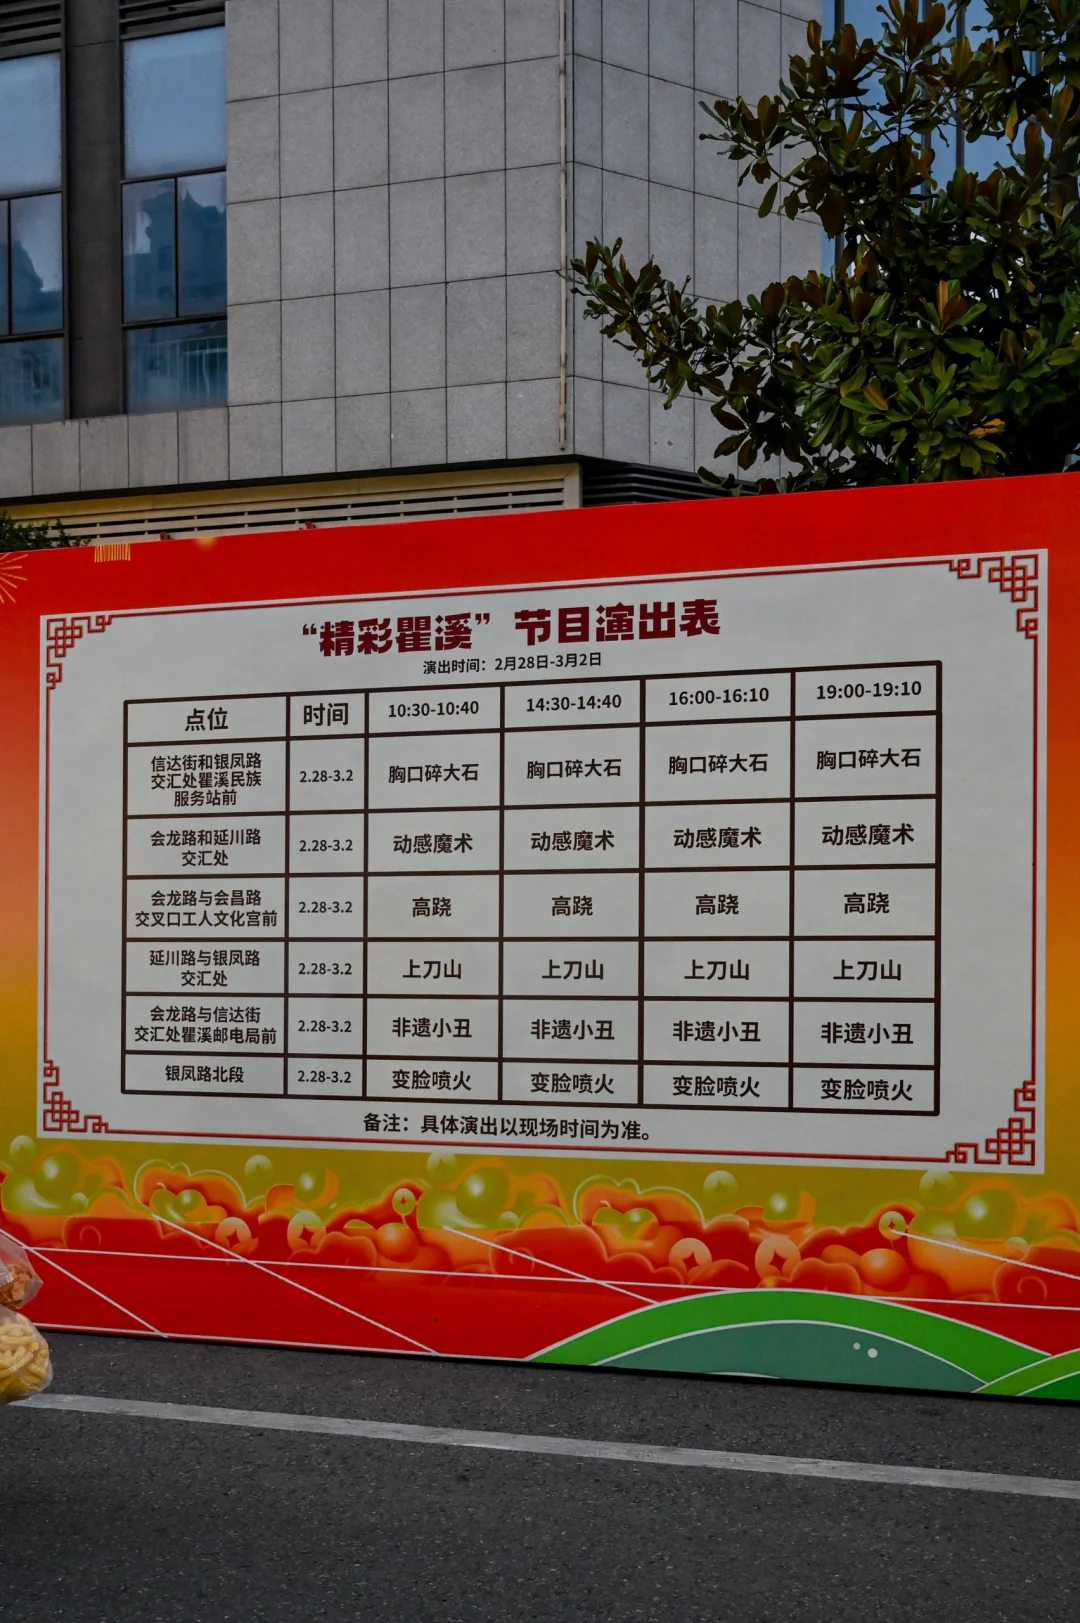 “精彩瞿溪”节目演出表
演出时间：2月28日-3月2日
点位 时间 10:30-10:40 14:30-14:40 16:00-16:10 19:00-19:10
信达街和银凤路
交汇处瞿溪民族
服务站前
2.28-3.2 胸口碎大石 胸口碎大石 胸口碎大石 胸口碎大石
会龙路和延川路
交汇处
2.28-3.2 动感魔术 动感魔术 动感魔术 动感魔术
会龙路与会昌路
交叉口工人文化宫前
2.28-3.2 高跷 高跷 高跷 高跷
延川路与银凤路
交汇处
2.28-3.2 上刀山 上刀山 上刀山 上刀山
会龙路与信达街
交汇处瞿溪邮电局前
2.28-3.2 非遗小丑 非遗小丑 非遗小丑 非遗小丑
银凤路北段 2.28-3.2 变脸喷火 变脸喷火 变脸喷火 变脸喷火
备注：具体演出以现场时间为准。